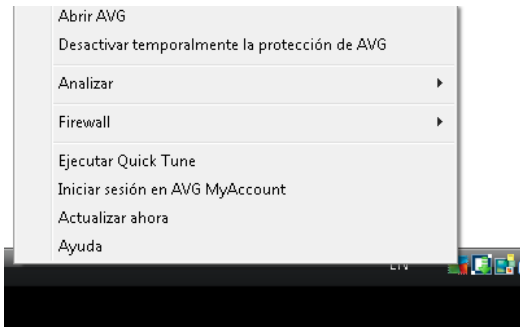 Abrir AVG
Desactivar temporalmente la protección de AVG
Analizar
Firewall
Ejecutar Quick Tune
Iniciar sesión en AVG MyAccount
Actualizar ahora
Ayuda
EN